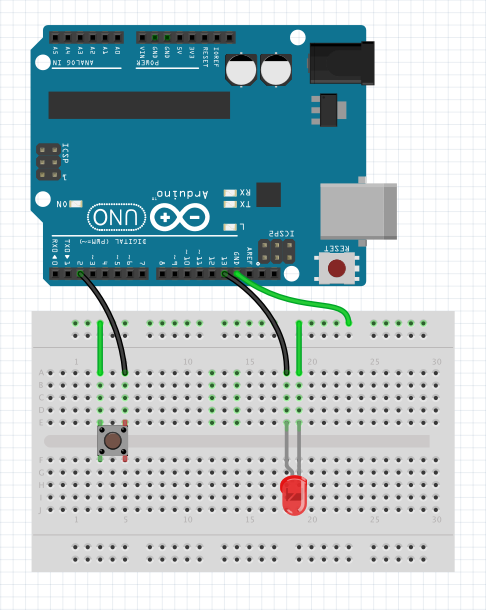 A5 A4 A3 A2 A1 A0 VIN GND GND 5V 3V3 RESET IOREF
ANALOG IN POWER
ICSP
1
ON
UNO
Arduino
TM
RX
TX
L
ICSP2
RESET
DIGITAL (PWM=~)
RX0 TX0 AREF
0 1 2 ~3 4 ~5 ~6 7 8 ~9 ~10 ~11 12 13 GND
1 5 10 15 20 25 30
A
B
C
D
E
F
G
H
I
J
1 5 10 15 20 25 30